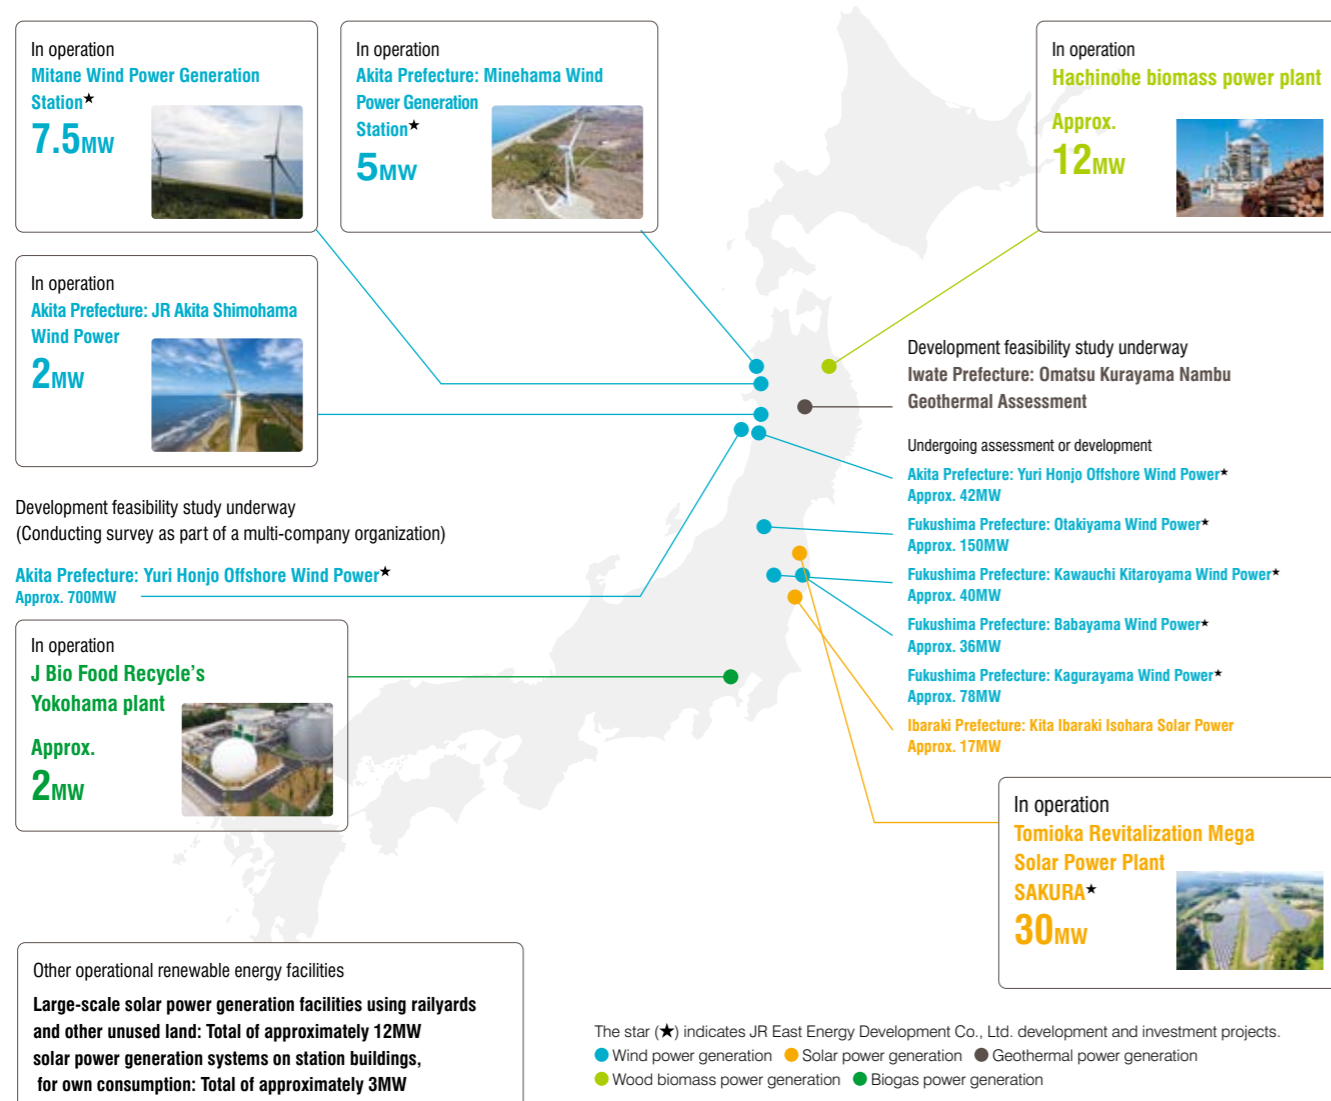 In operation
Mitane Wind Power Generation
Station★
7.5MW
In operation
Akita Prefecture: Minehama Wind
Power Generation
Station★
5MW
In operation
Hachinohe biomass power plant
Approx.
12MW
In operation
Akita Prefecture: JR Akita Shimohama
Wind Power
2MW
Development feasibility study underway
Iwate Prefecture: Omatsu Kurayama Nambu
Geothermal Assessment
Undergoing assessment or development
Akita Prefecture: Yuri Honjo Offshore Wind Power★
Approx. 42MW
Fukushima Prefecture: Otakiyama Wind Power★
Approx. 150MW
Fukushima Prefecture: Kawauchi Kitaroyama Wind Power★
Approx. 40MW
Fukushima Prefecture: Babayama Wind Power★
Approx. 36MW
Fukushima Prefecture: Kagurayama Wind Power★
Approx. 78MW
Ibaraki Prefecture: Kita Ibaraki Isohara Solar Power
Approx. 17MW
Development feasibility study underway
(Conducting survey as part of a multi-company organization)
Akita Prefecture: Yuri Honjo Offshore Wind Power★
Approx. 700MW
In operation
J Bio Food Recycle's
Yokohama plant
Approx.
2MW
In operation
Tomioka Revitalization Mega
Solar Power Plant
SAKURA★
30MW
Other operational renewable energy facilities
Large-scale solar power generation facilities using railyards
and other unused land: Total of approximately 12MW
solar power generation systems on station buildings,
for own consumption: Total of approximately 3MW
The star (★) indicates JR East Energy Development Co., Ltd. development and investment projects.
Wind power generation Solar power generation Geothermal power generation
Wood biomass power generation Biogas power generation